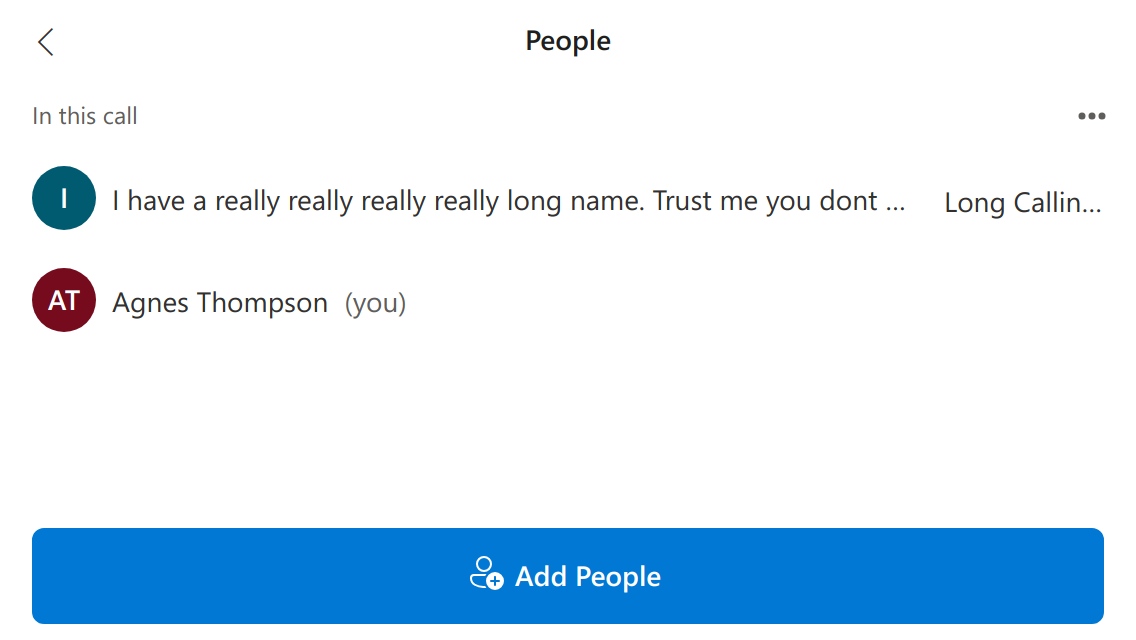 People
In this call
I
I have a really really really really long name. Trust me you dont ...
Long Callin...
AT
Agnes Thompson (you)
Add People